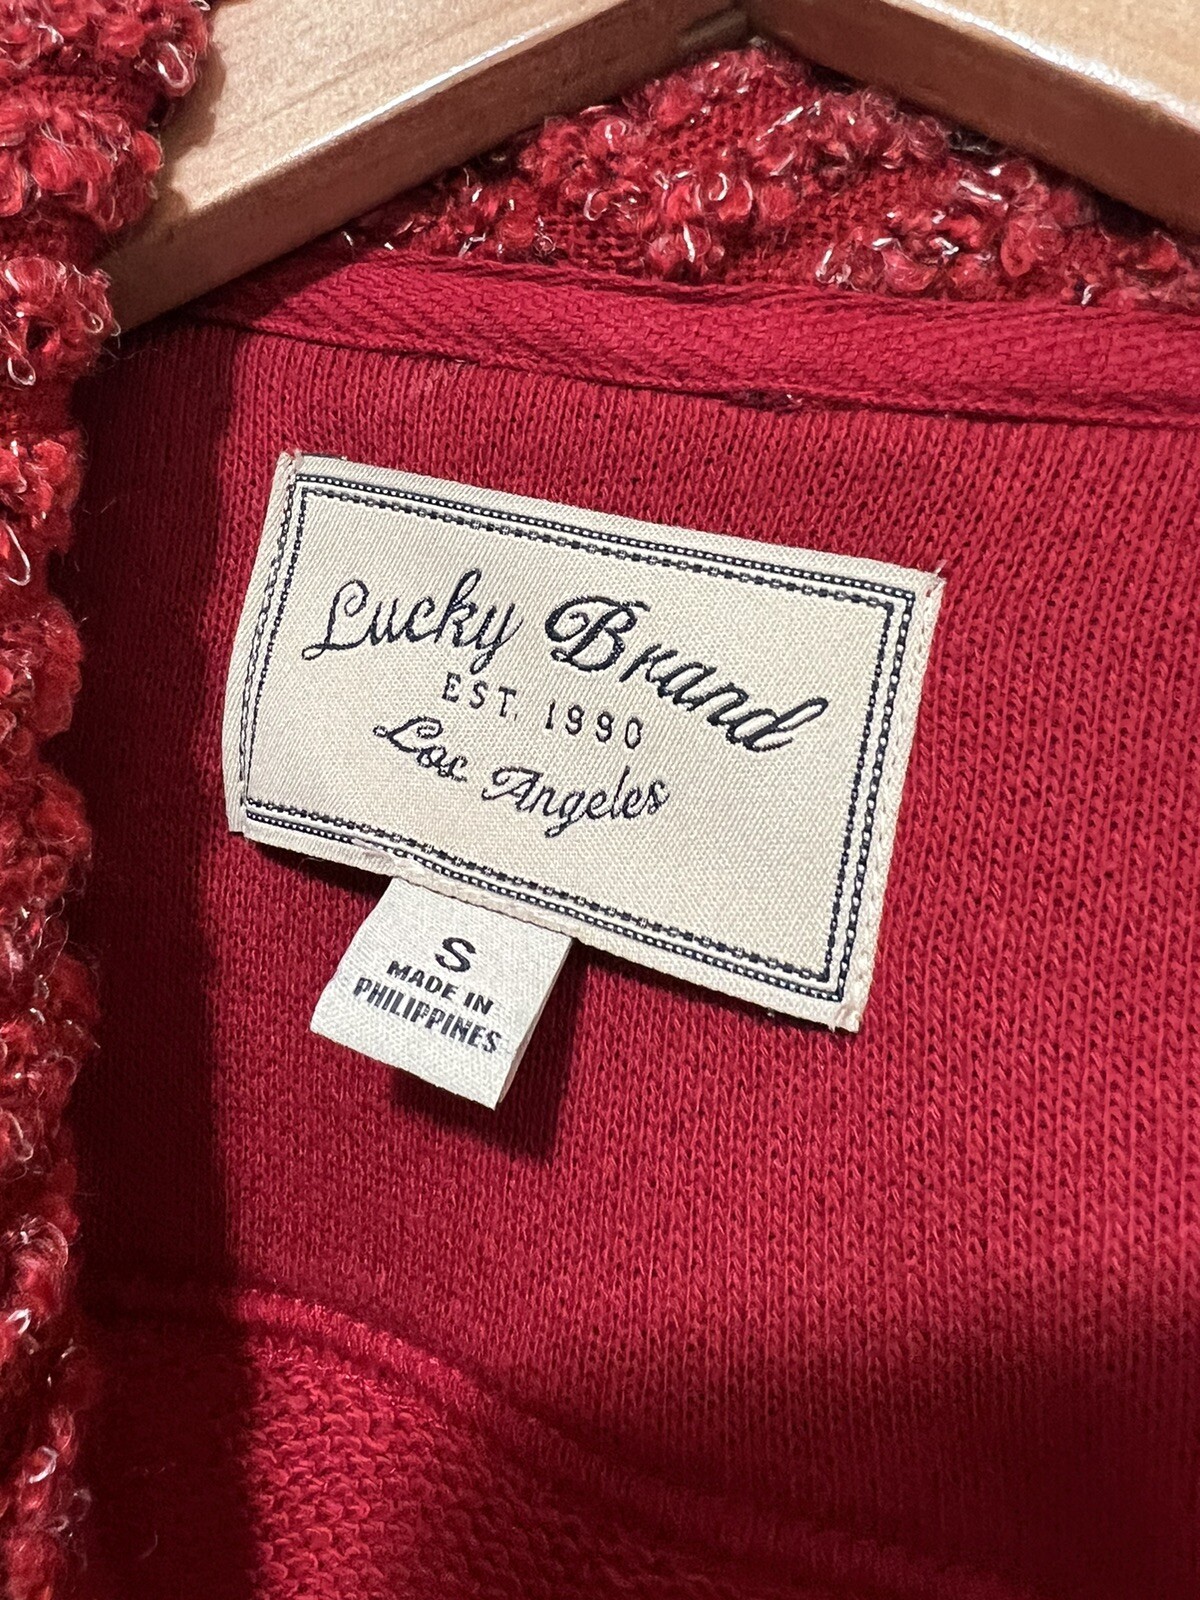 Lucky Brand
EST. 1990
Los Angeles
S
MADE IN
PHILIPPINES